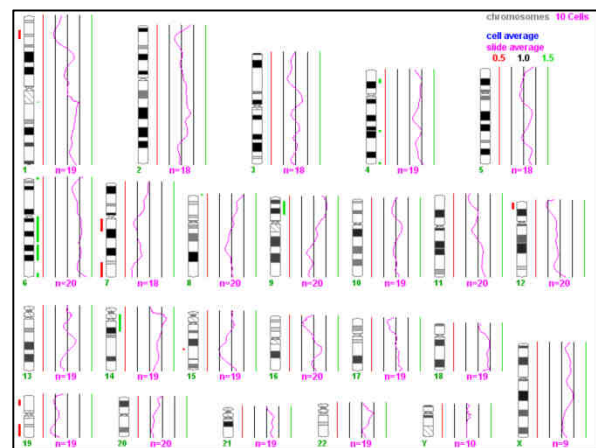 chromosomes 10 Cells
cell average
slide average
0.5 1.0 1.5
1 n=19
2 n=18
3 n=18
4 n=19
5 n=18
6 n=20
7 n=18
8 n=20
9 n=20
10 n=19
11 n=20
12 n=20
13 n=19
14 n=19
15 n=19
16 n=20
17 n=19
18 n=19
19 n=19
20 n=20
21 n=19
22 n=19
Y n=10
X n=9